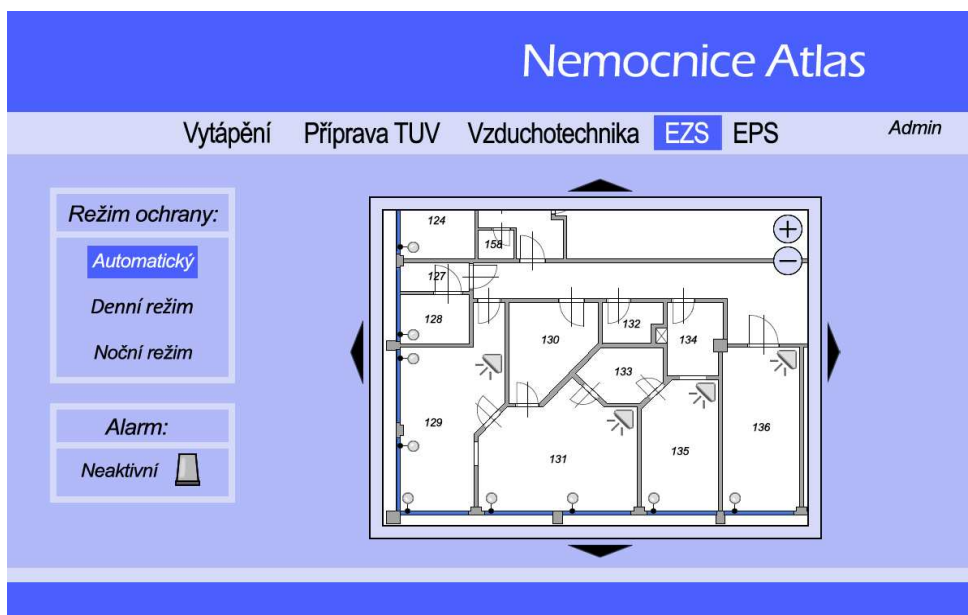 Nemocnice Atlas
Vytápění Příprava TUV Vzduchotechnika EZS EPS Admin
Režim ochrany:
Automatický
Denní režim
Noční režim
Alarm:
Neaktivní
124
158
127
128
130
132
134
133
129
131
135
136